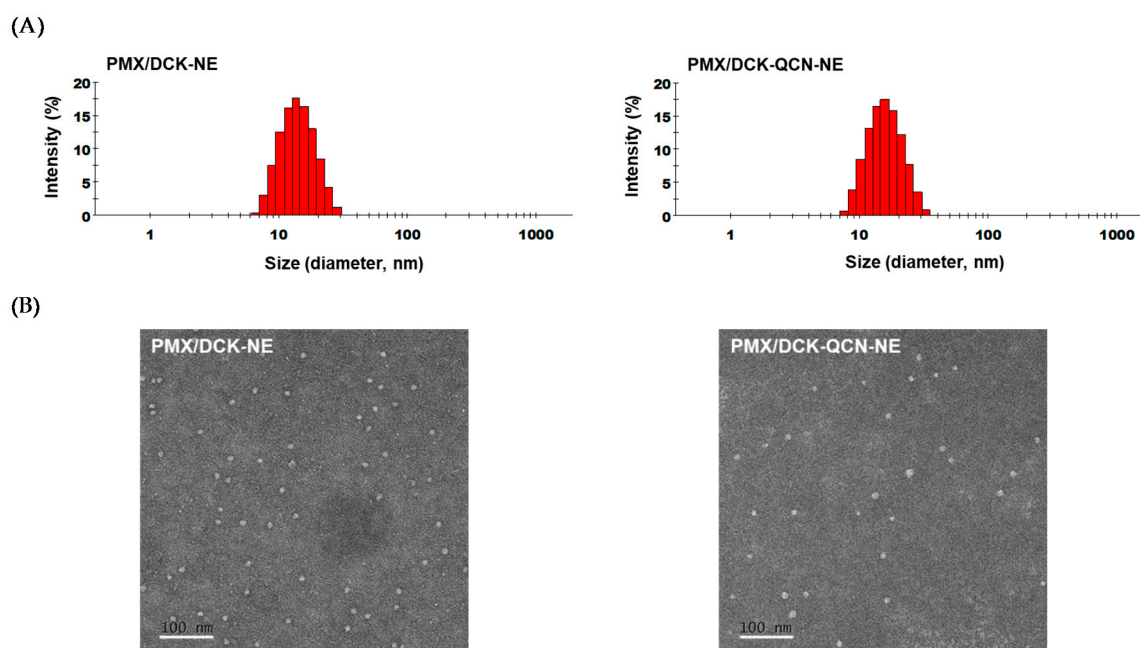 (A)
PMX/DCK-NE
20
15
10
5
0
Intensity (%)
1 10 100 1000
Size (diameter, nm)
PMX/DCK-QCN-NE
20
15
10
5
0
Intensity (%)
1 10 100 1000
Size (diameter, nm)
(B)
PMX/DCK-NE
100 nm
PMX/DCK-QCN-NE
100 nm